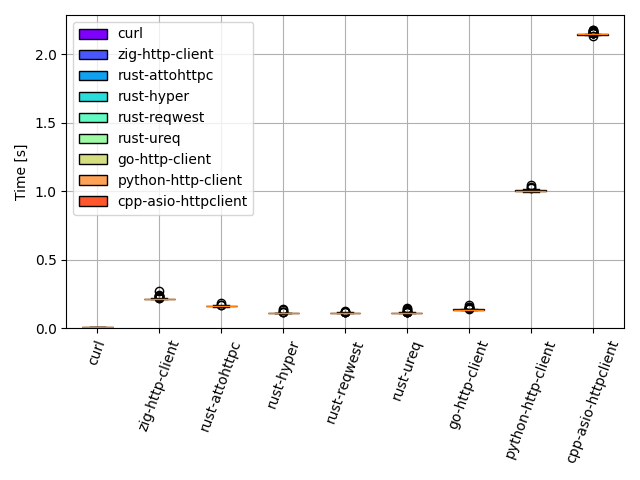 Time [s]
2.0
1.5
1.0
0.5
0.0
curl
zig-http-client
rust-attohttpc
rust-hyper
rust-reqwest
rust-ureq
go-http-client
python-http-client
cpp-asio-httpclient
curl
zig-http-client
rust-attohttpc
rust-hyper
rust-reqwest
rust-ureq
go-http-client
python-http-client
cpp-asio-httpclient